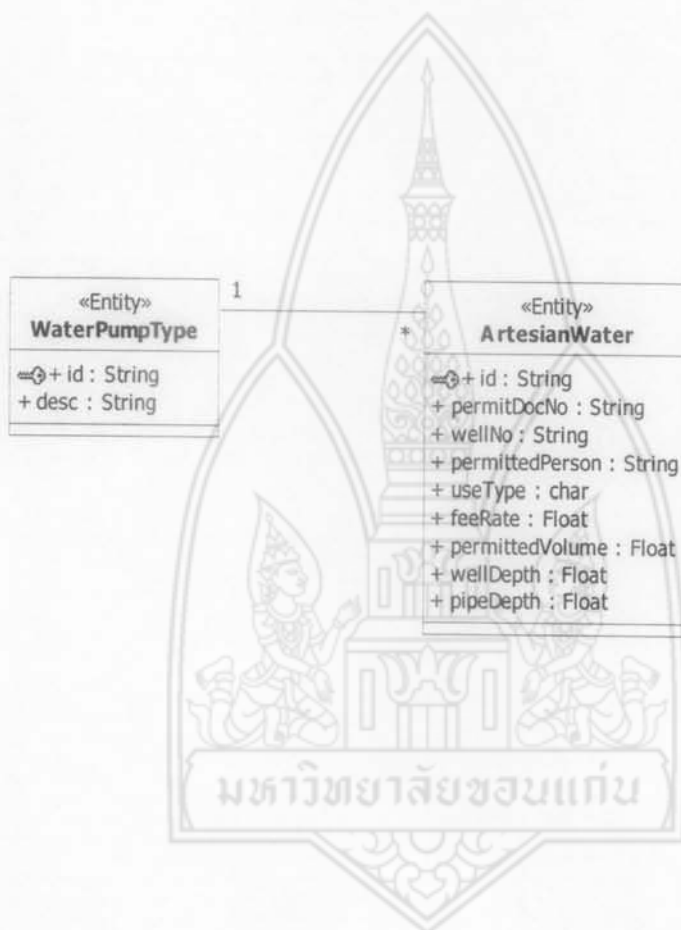 «Entity»
WaterPumpType
+ id : String
+ desc : String
1
*
«Entity»
ArtesianWater
+ id : String
+ permitDocNo : String
+ wellNo : String
+ permittedPerson : String
+ useType : char
+ feeRate : Float
+ permittedVolume : Float
+ wellDepth : Float
+ pipeDepth : Float
มหาวิทยาลัยขอนแก่น